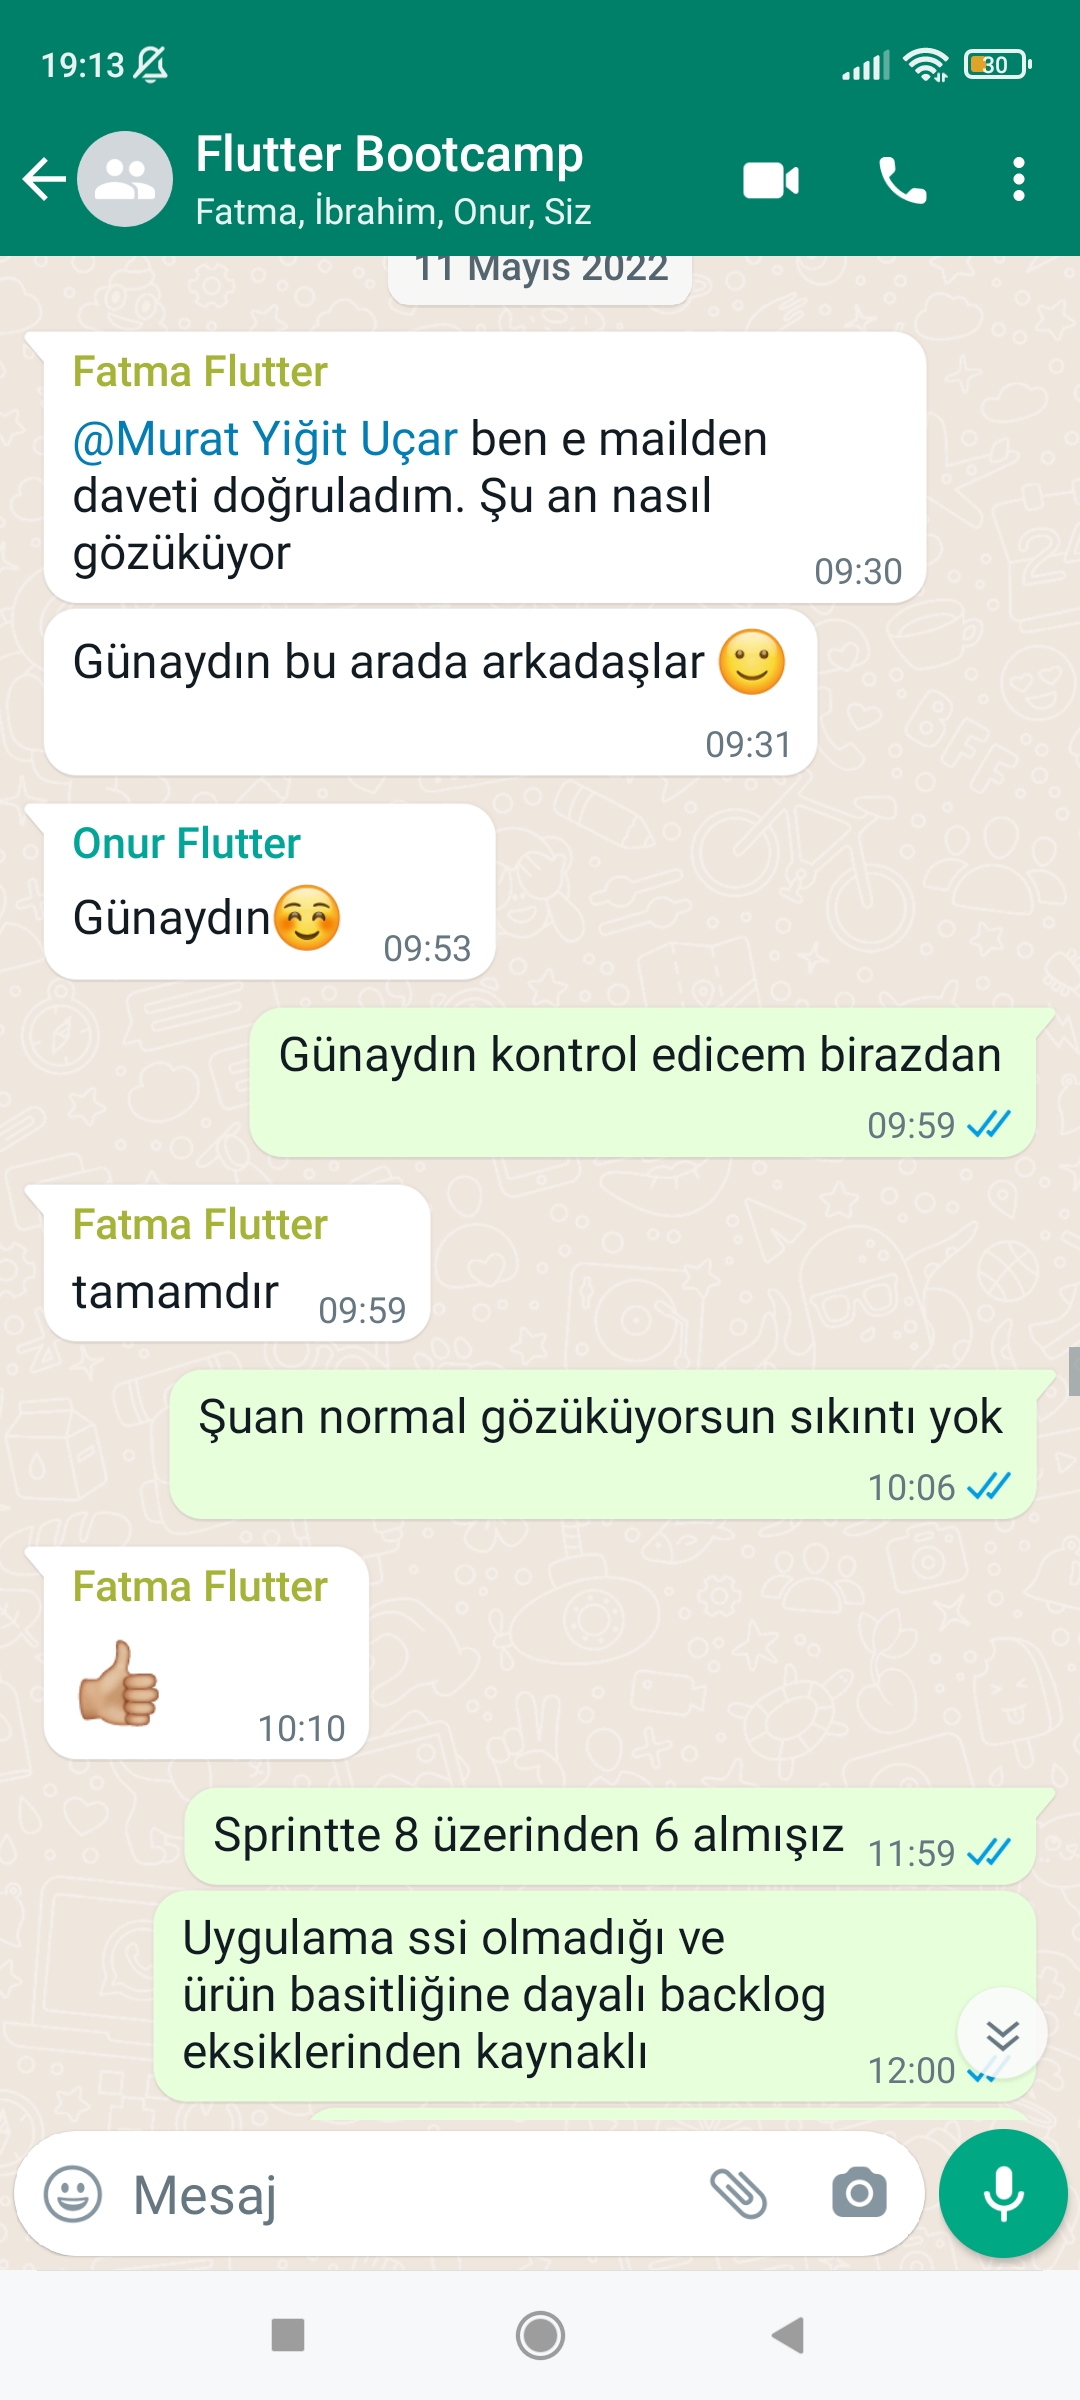 19:13
30
Flutter Bootcamp
Fatma, İbrahim, Onur, Siz
11 Mayıs 2022
Fatma Flutter
@Murat Yiğit Uçar ben e mailden
daveti doğruladım. Şu an nasıl
gözüküyor
09:30
Günaydın bu arada arkadaşlar 🙂
09:31
Onur Flutter
Günaydın☺️
09:53
Günaydın kontrol edicem birazdan
09:59
Fatma Flutter
tamamdır
09:59
Şuan normal gözüküyorsun sıkıntı yok
10:06
Fatma Flutter
👍🏼
10:10
Sprintte 8 üzerinden 6 almışız
11:59
Uygulama ssi olmadığı ve
ürün basitliğine dayalı backlog
eksiklerinden kaynaklı
12:00
Mesaj